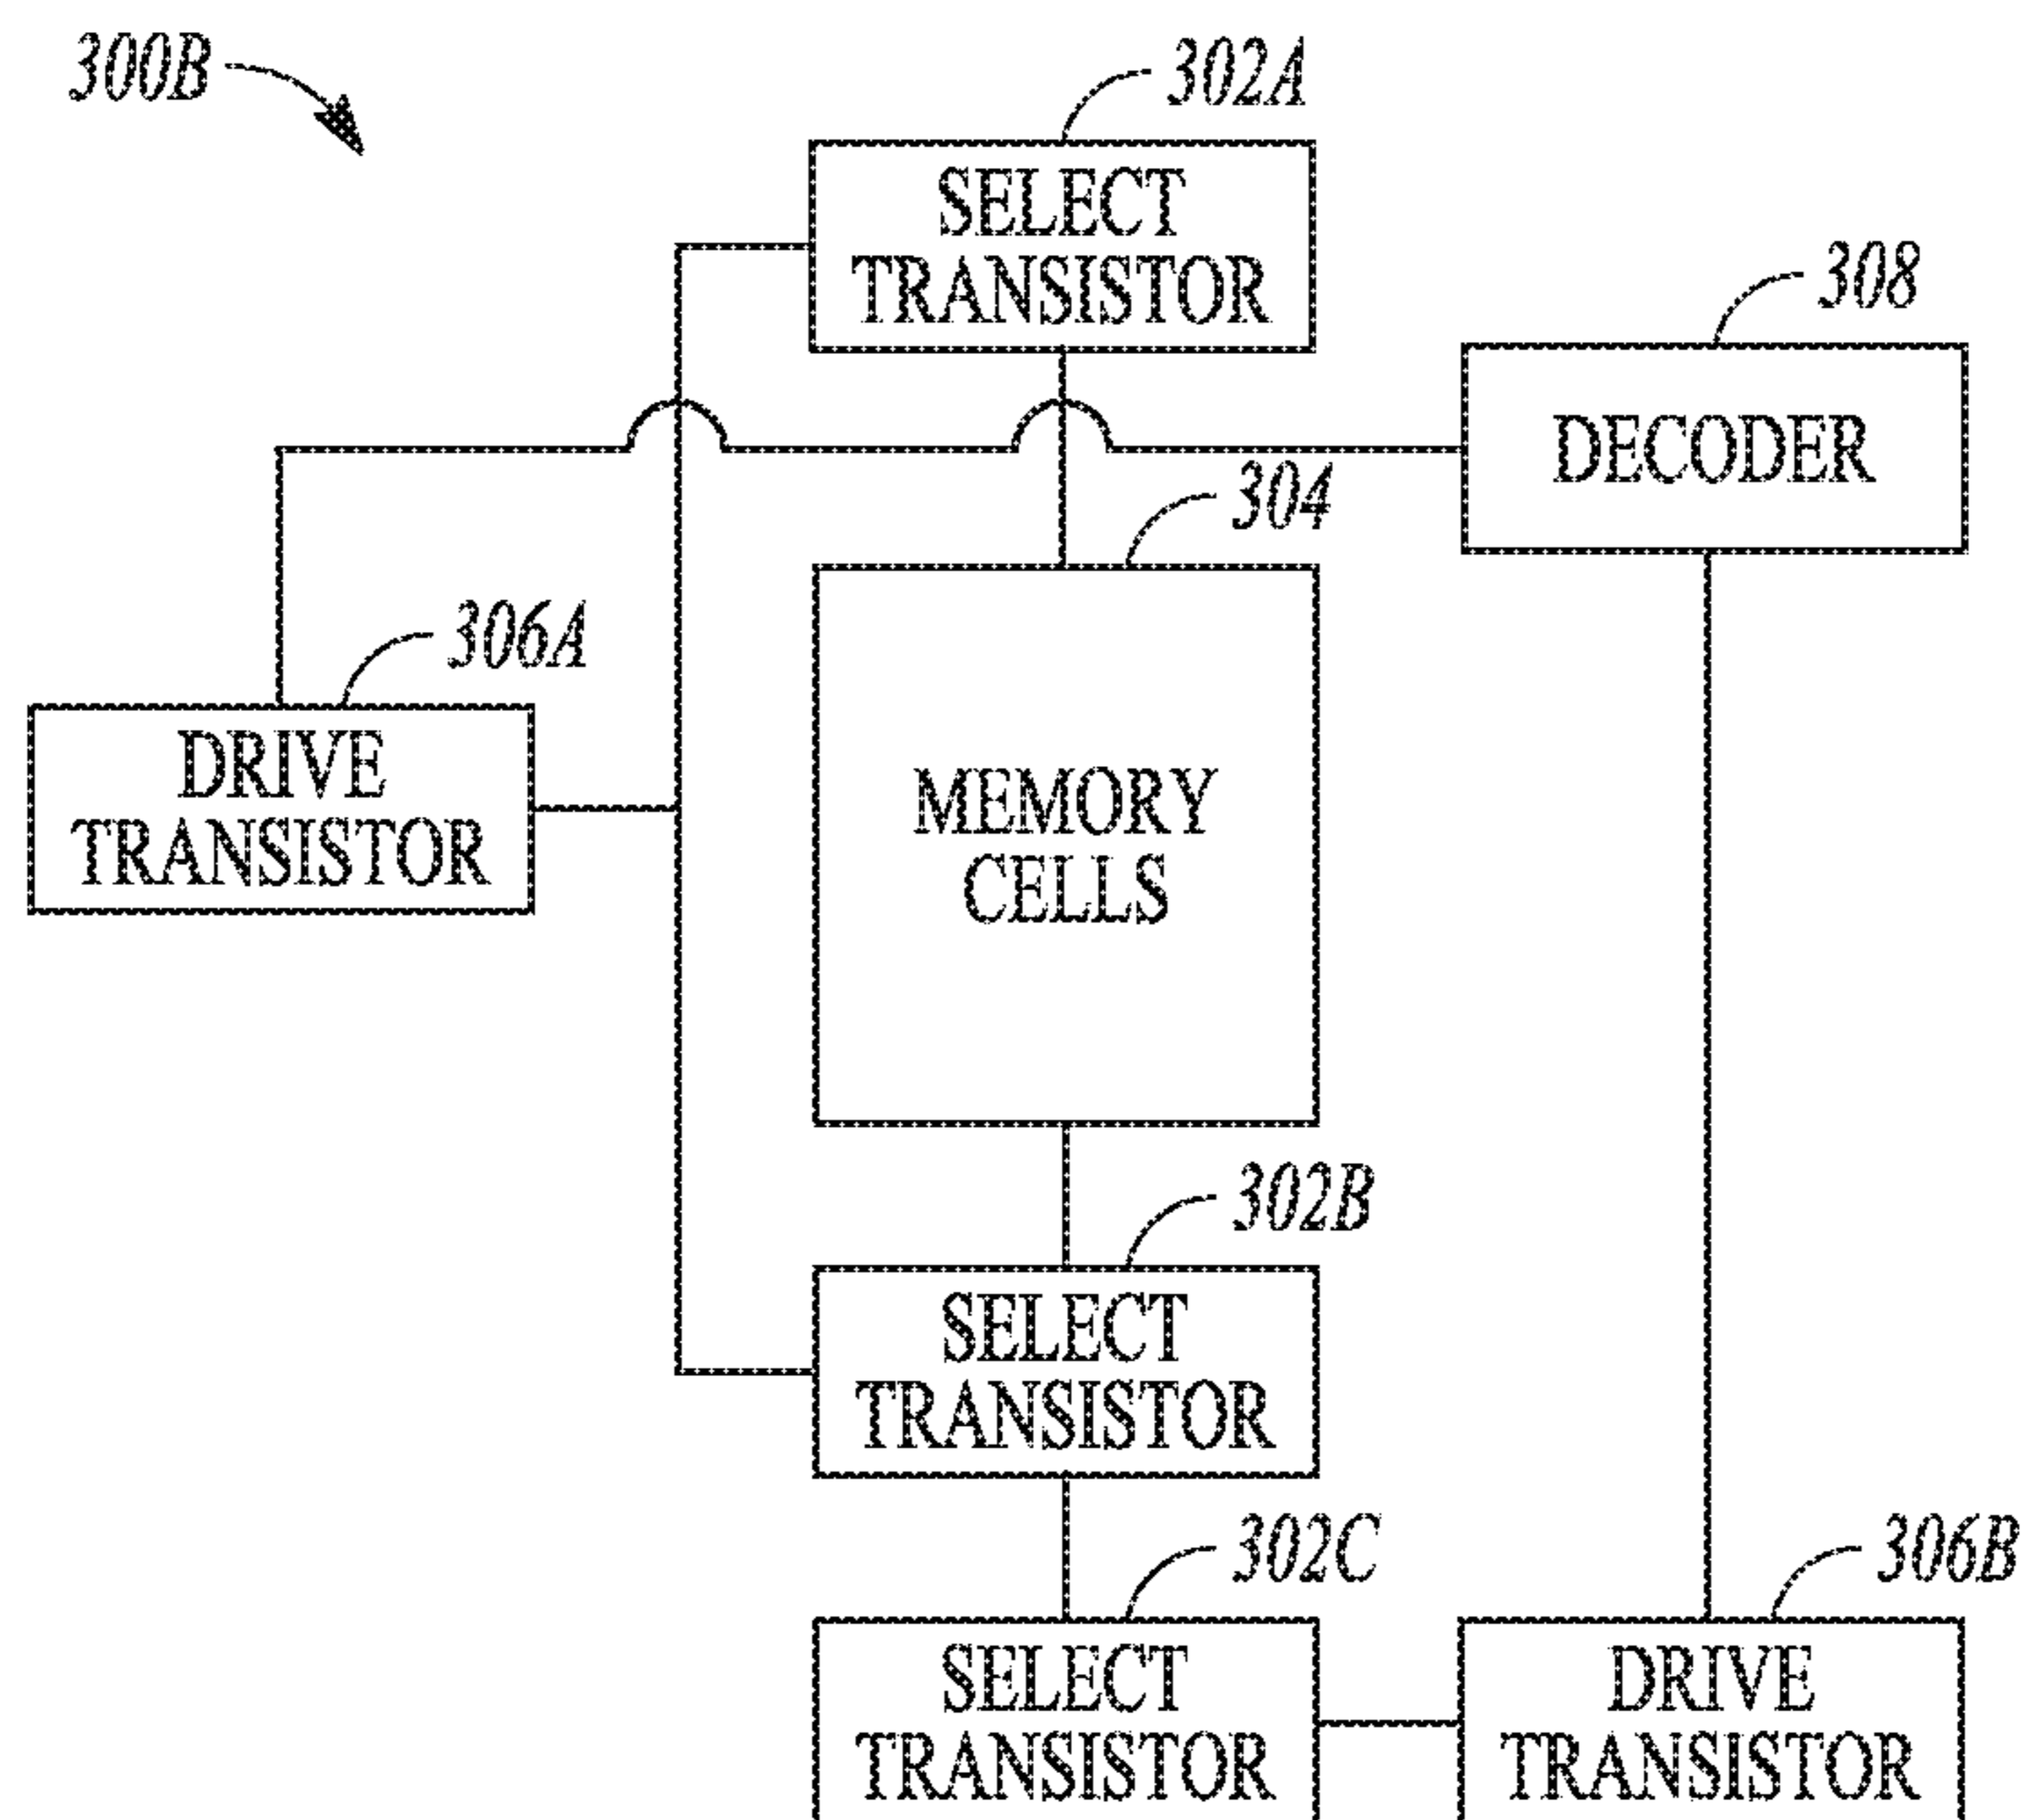 300B
302A
SELECT
TRANSISTOR
308
DECODER
304
306A
DRIVE
TRANSISTOR
MEMORY
CELLS
302B
SELECT
TRANSISTOR
302C
306B
SELECT
TRANSISTOR
DRIVE
TRANSISTOR